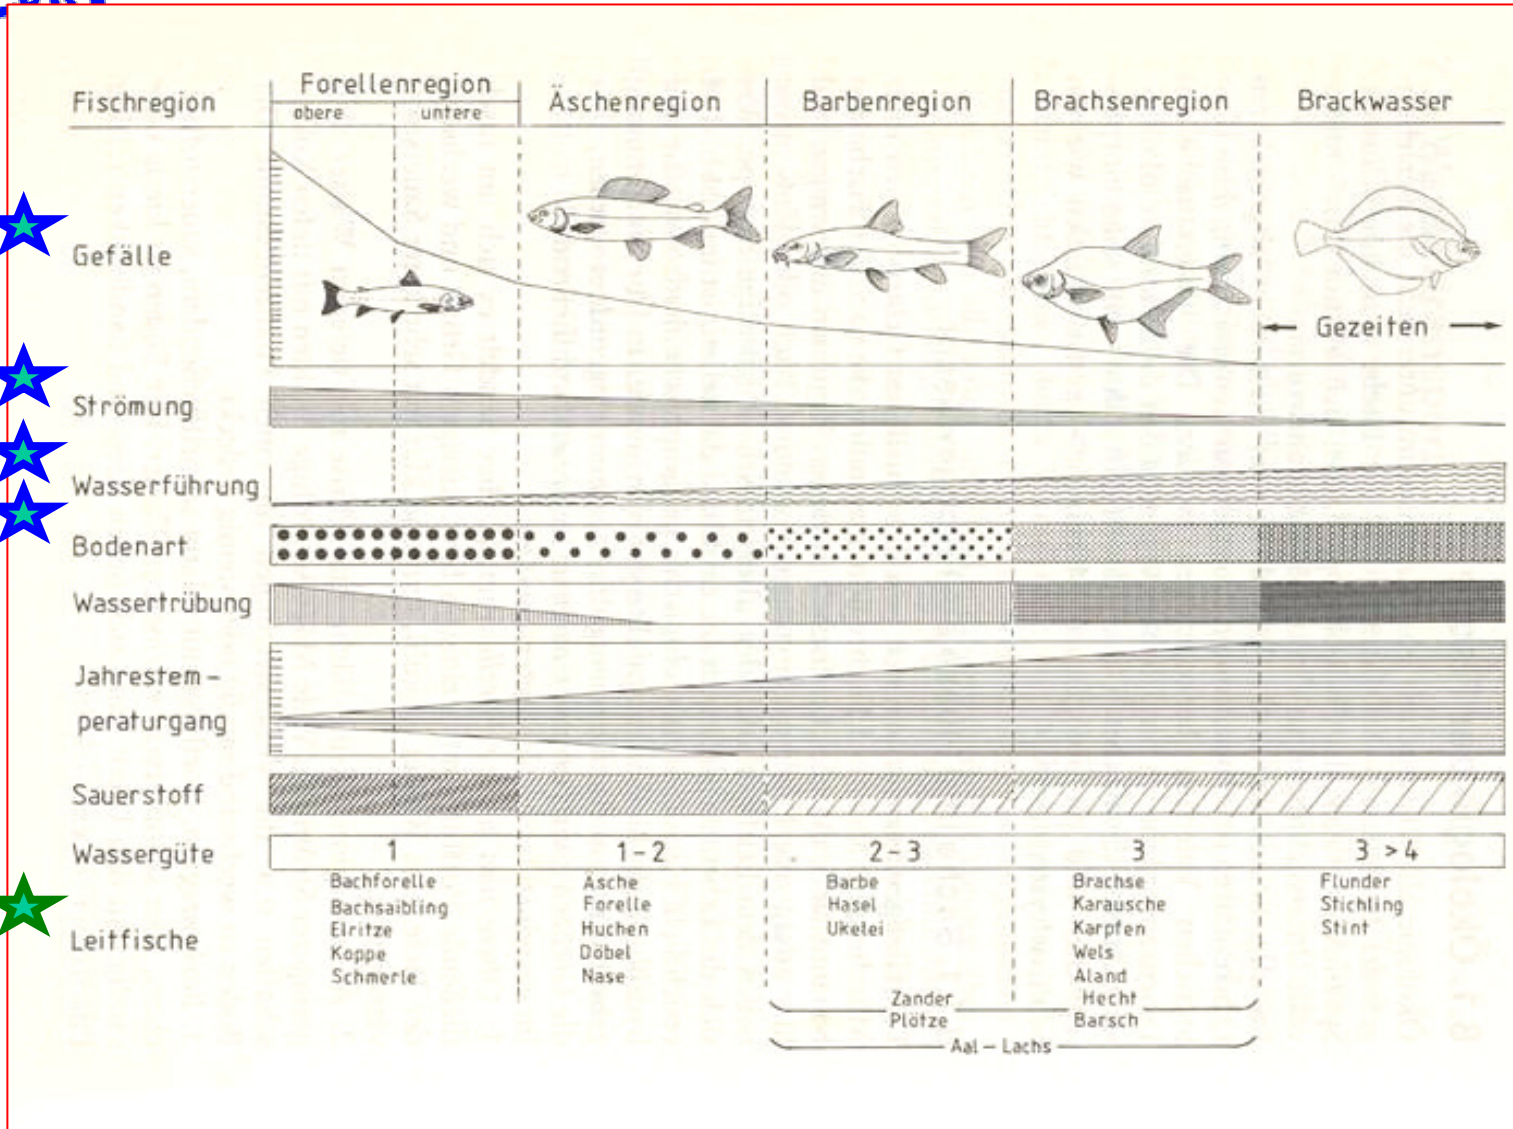 Fischregion Forellenregion Äschenregion Barbenregion Brachsenregion Brackwasser
obere untere
Gefälle
Gezeiten
Strömung
Wasserführung
Bodenart
Wassertrübung
Jahrestem-
peraturgang
Sauerstoff
Wassergüte 1 1-2 2-3 3 3 > 4
Leitfische
Bachforelle
Bachsaibling
Elritze
Koppe
Schmerle
Äsche
Forelle
Huchen
Döbel
Nase
Barbe
Hasel
Ukelei
Brachse
Karausche
Karpfen
Wels
Aland
Flunder
Stichling
Stint
Zander Hecht
Plötze Barsch
Aal – Lachs